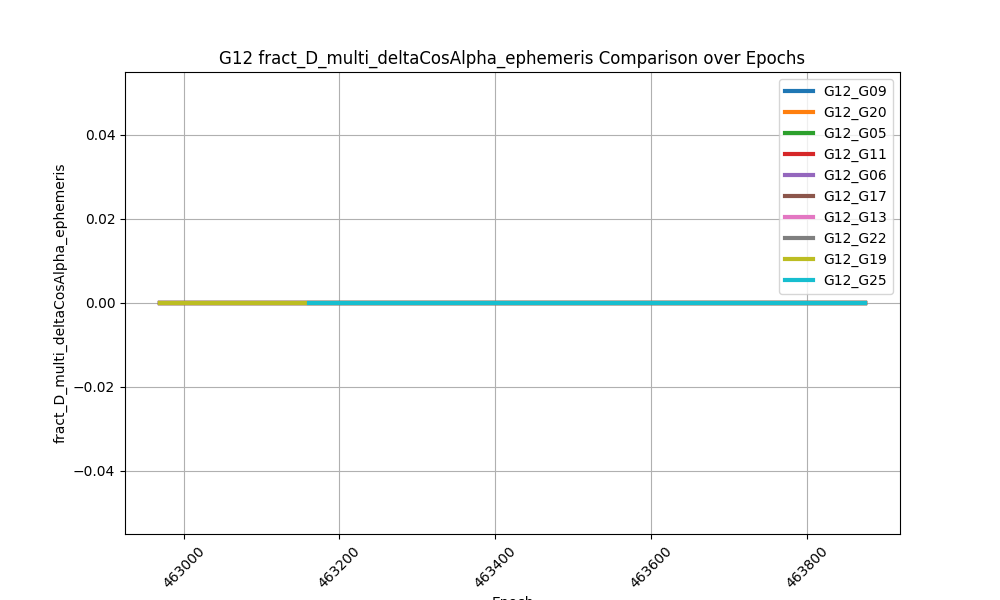 G12 fract_D_multi_deltaCosAlpha_ephemeris Comparison over Epochs
fract_D_multi_deltaCosAlpha_ephemeris
0.04
0.02
0.00
−0.02
−0.04
G12_G09
G12_G20
G12_G05
G12_G11
G12_G06
G12_G17
G12_G13
G12_G22
G12_G19
G12_G25
463000
463200
463400
463600
463800
Epoch